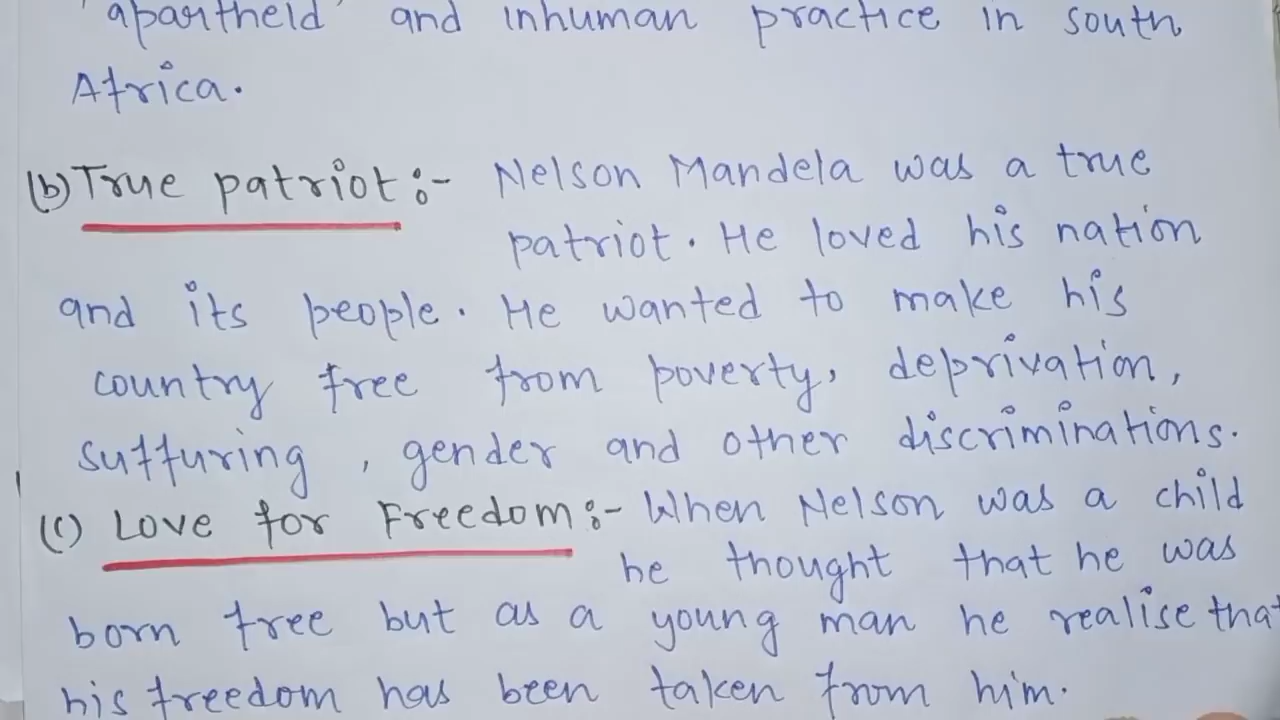 'apartheid' and inhuman practice in south
Africa.
(b) True patriot :- Nelson Mandela was a true
patriot. He loved his nation
and its people. He wanted to make his
country free from poverty, deprivation,
suffuring, gender and other discriminations.
(c) Love for Freedom :- When Nelson was a child
he thought that he was
born free but as a young man he realise that
his freedom has been taken from him.